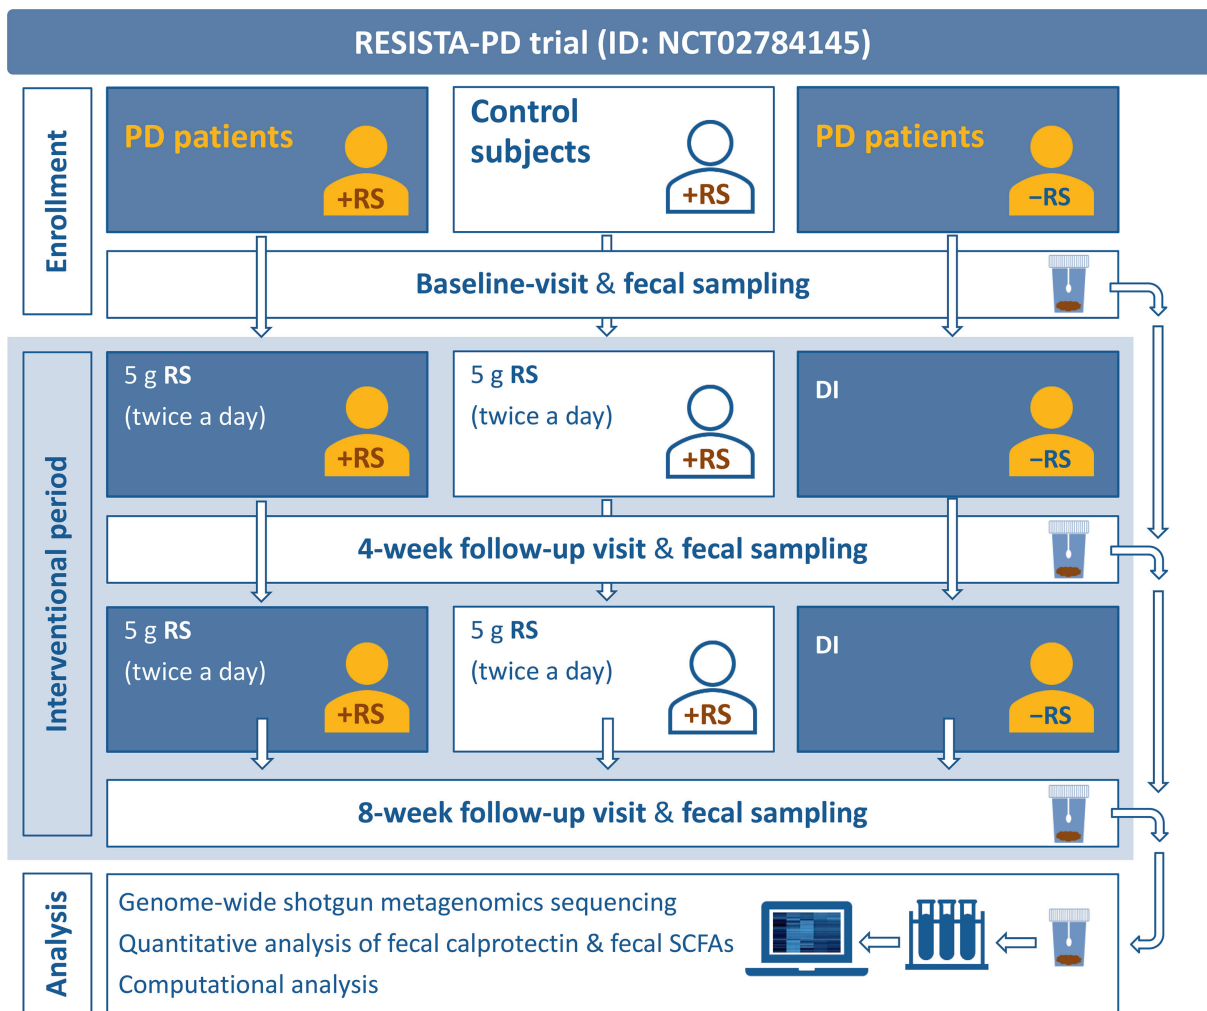 RESISTA-PD trial (ID: NCT02784145)
Enrollment
PD patients
+RS
Control
subjects
+RS
PD patients
−RS
Baseline-visit & fecal sampling
Interventional period
5 g RS
(twice a day)
+RS
5 g RS
(twice a day)
+RS
DI
−RS
4-week follow-up visit & fecal sampling
5 g RS
(twice a day)
+RS
5 g RS
(twice a day)
+RS
DI
−RS
8-week follow-up visit & fecal sampling
Analysis
Genome-wide shotgun metagenomics sequencing
Quantitative analysis of fecal calprotectin & fecal SCFAs
Computational analysis